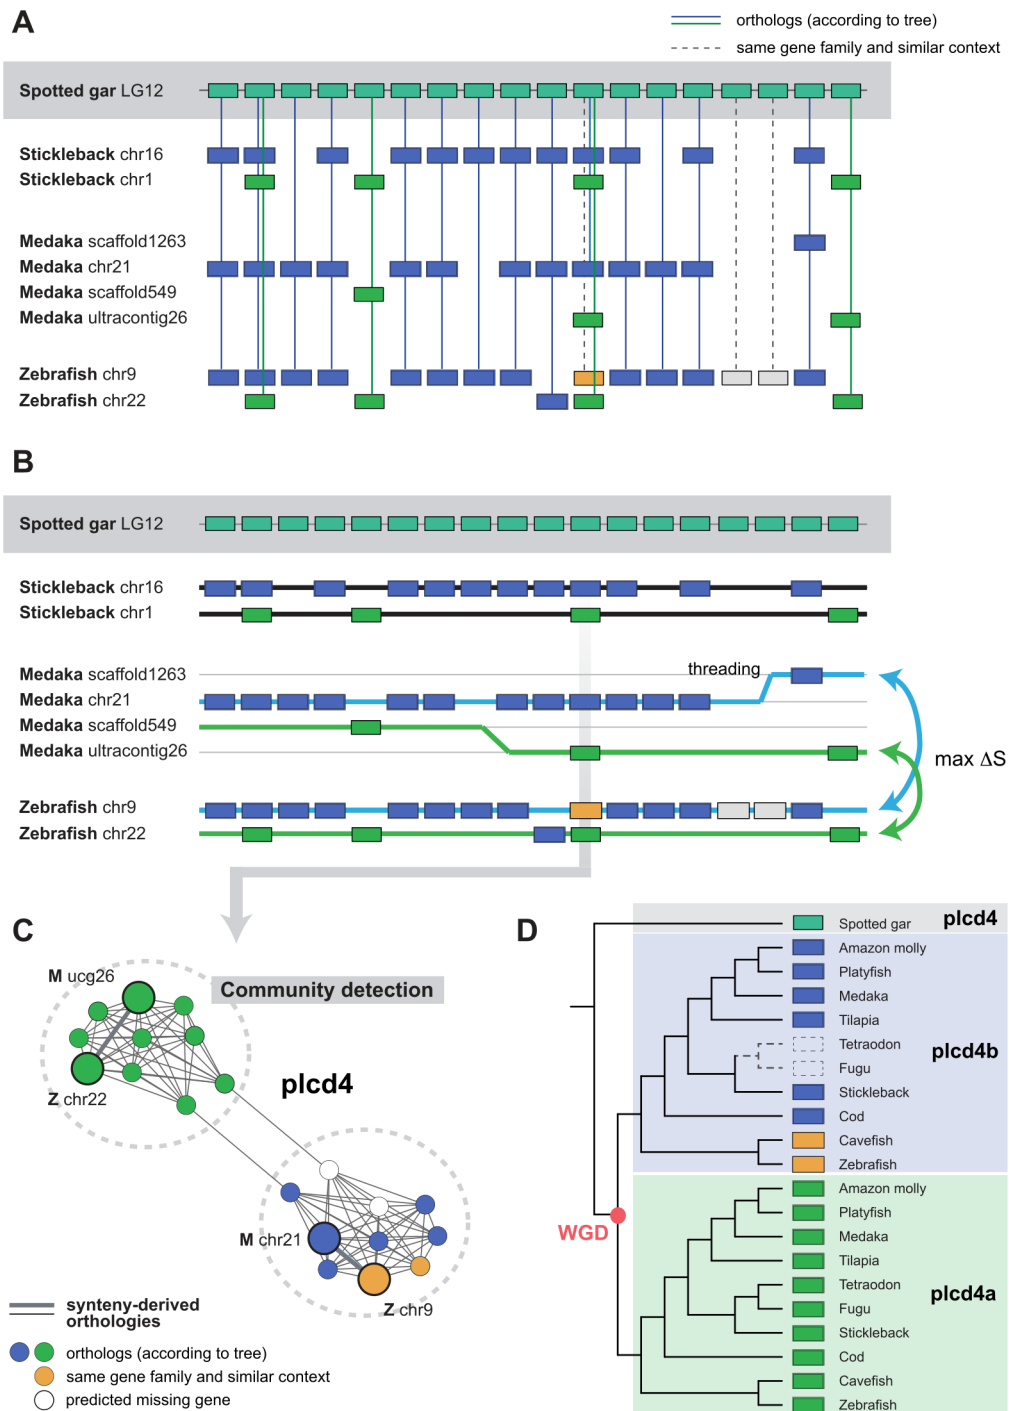 A
orthologs (according to tree)
same gene family and similar context
Spotted gar LG12
Stickleback chr16
Stickleback chr1
Medaka scaffold1263
Medaka chr21
Medaka scaffold549
Medaka ultracontig26
Zebrafish chr9
Zebrafish chr22
B
Spotted gar LG12
Stickleback chr16
Stickleback chr1
Medaka scaffold1263
threading
Medaka chr21
Medaka scaffold549
Medaka ultracontig26
max ΔS
Zebrafish chr9
Zebrafish chr22
C
M ucg26
Community detection
plcd4
Z chr22
M chr21
Z chr9
synteny-derived
orthologies
orthologs (according to tree)
same gene family and similar context
predicted missing gene
D
Spotted gar
plcd4
Amazon molly
Platyfish
Medaka
Tilapia
Tetraodon
plcd4b
Fugu
Stickleback
Cod
Cavefish
Zebrafish
WGD
Amazon molly
Platyfish
Medaka
Tilapia
Tetraodon
plcd4a
Fugu
Stickleback
Cod
Cavefish
Zebrafish